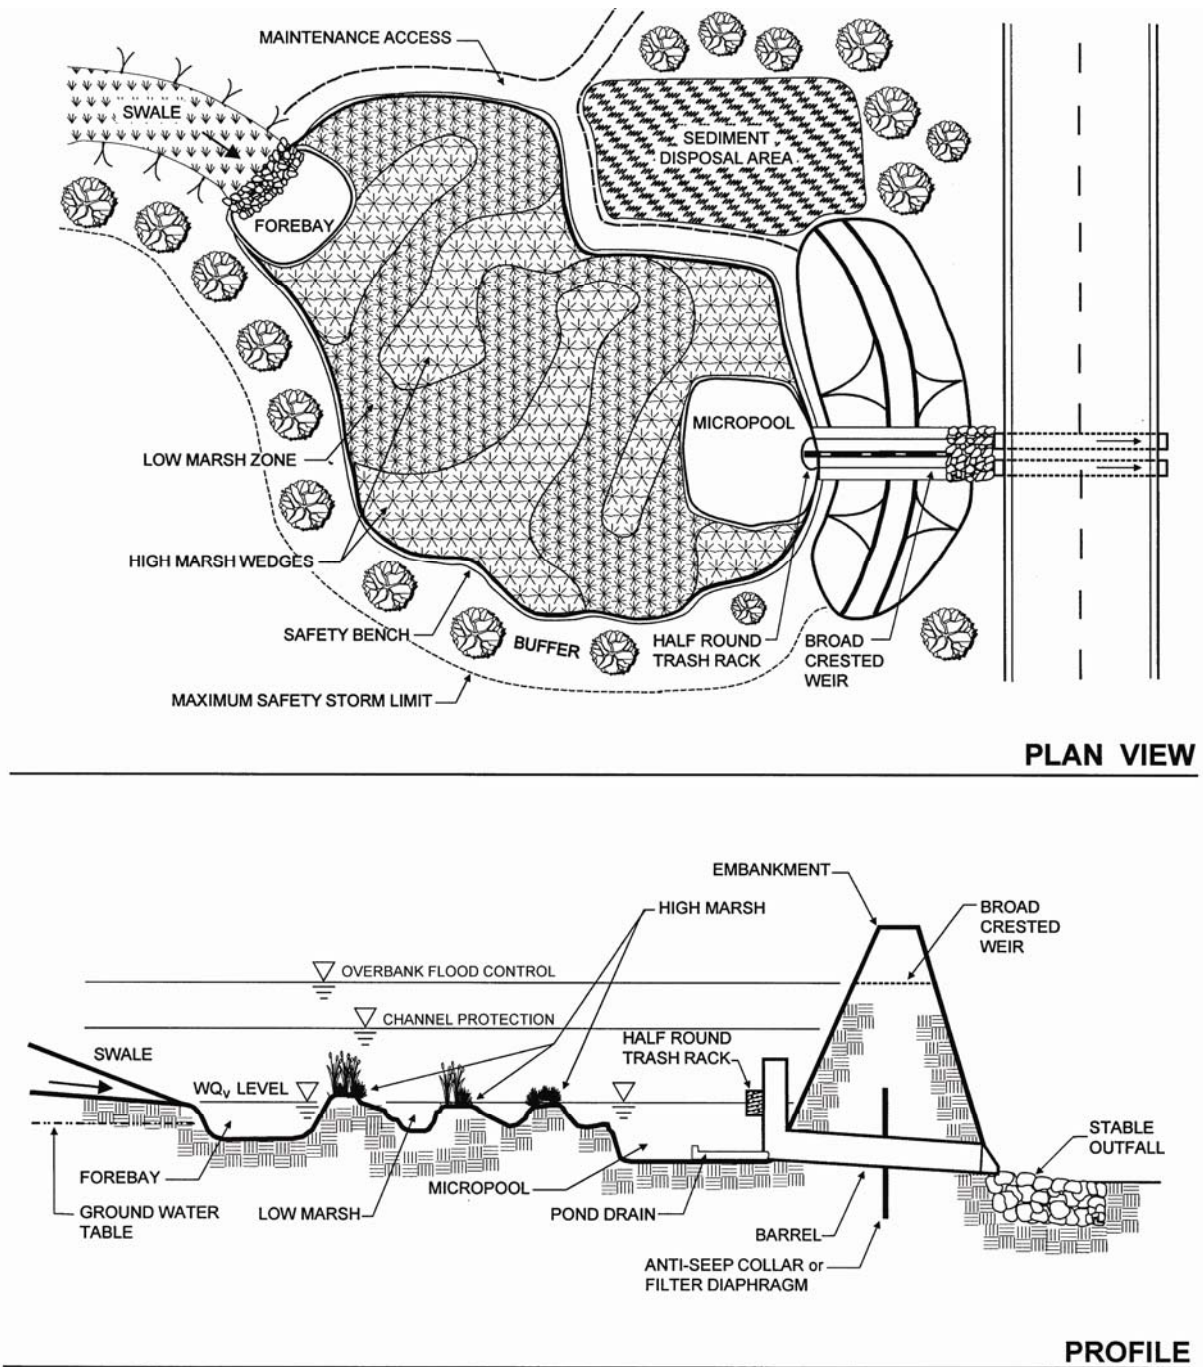 MAINTENANCE ACCESS
SWALE
SEDIMENT
DISPOSAL AREA
FOREBAY
MICROPOOL
LOW MARSH ZONE
HIGH MARSH WEDGES
SAFETY BENCH
BUFFER
HALF ROUND
TRASH RACK
BROAD
CRESTED
WEIR
MAXIMUM SAFETY STORM LIMIT
PLAN VIEW
EMBANKMENT
HIGH MARSH
BROAD
CRESTED
WEIR
OVERBANK FLOOD CONTROL
CHANNEL PROTECTION
HALF ROUND
TRASH RACK
SWALE
WQv LEVEL
STABLE
OUTFALL
FOREBAY
MICROPOOL
GROUND WATER
TABLE
LOW MARSH
POND DRAIN
BARREL
ANTI-SEEP COLLAR or
FILTER DIAPHRAGM
PROFILE